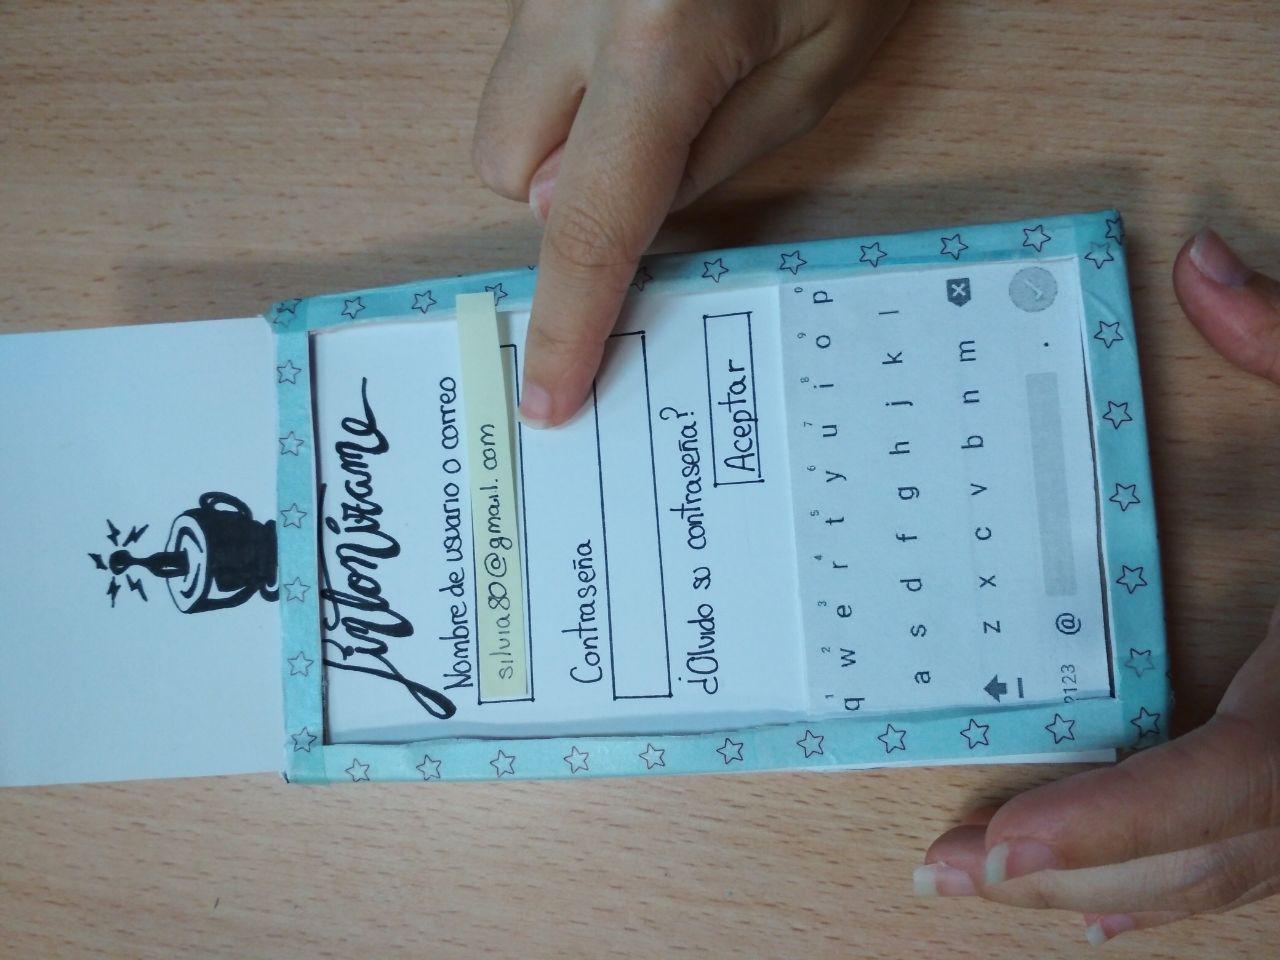 Sintonízame
Nombre de usuario o correo
silvia80@gmail.com
Contraseña
¿Olvido su contraseña?
Aceptar
1 2 3 4 5 6 7 8 9 0
q w e r t y u i o p
a s d f g h j k l
z x c v b n m
?123 @ .